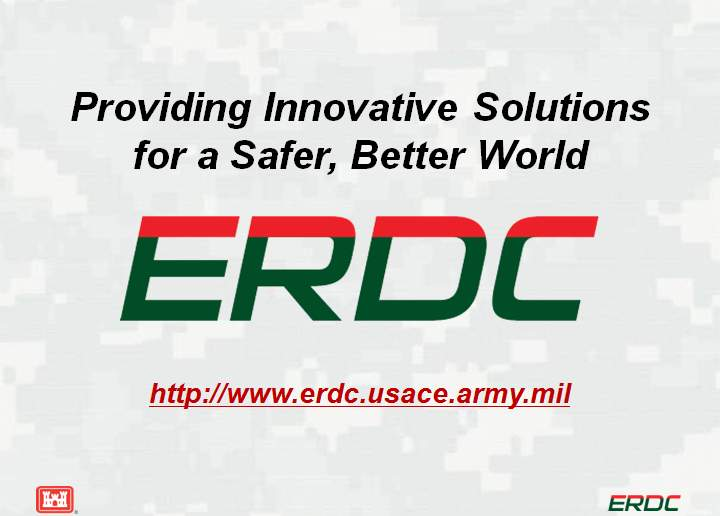 Providing Innovative Solutions
for a Safer, Better World
ERDC
http://www.erdc.usace.army.mil
®
ERDC